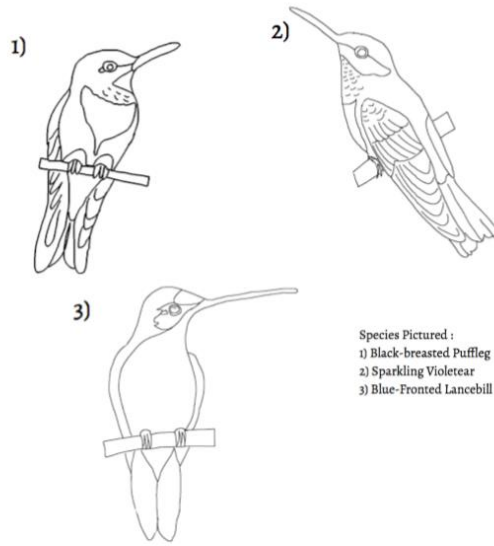 1)
2)
3)
Species Pictured :
1) Black-breasted Puffleg
2) Sparkling Violetear
3) Blue-Fronted Lancebill